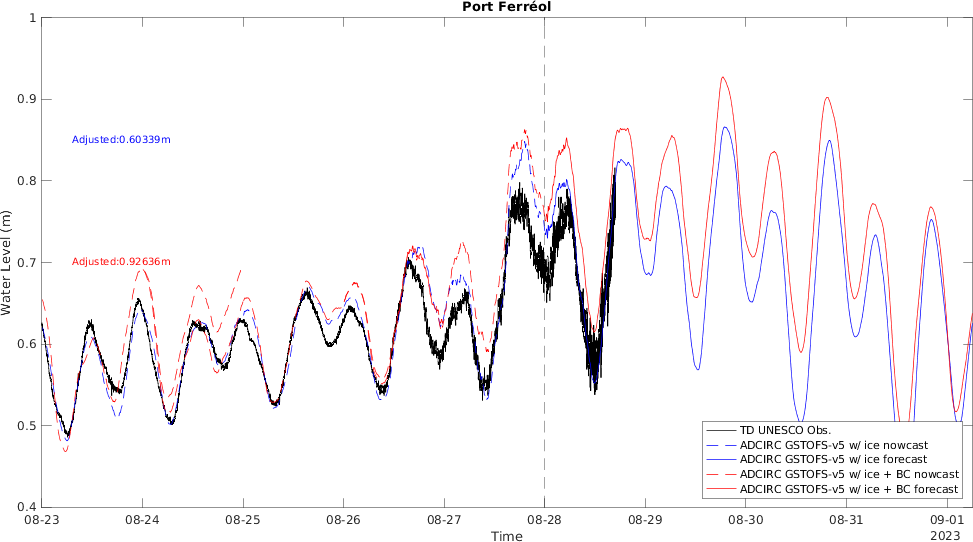 Port Ferréol
1
0.9
0.8
0.7
0.6
0.5
0.4
Water Level (m)
Adjusted:0.60339m
Adjusted:0.92636m
TD UNESCO Obs.
ADCIRC GSTOFS-v5 w/ ice nowcast
ADCIRC GSTOFS-v5 w/ ice forecast
ADCIRC GSTOFS-v5 w/ ice + BC nowcast
ADCIRC GSTOFS-v5 w/ ice + BC forecast
08-23 08-24 08-25 08-26 08-27 08-28 08-29 08-30 08-31 09-01
2023
Time